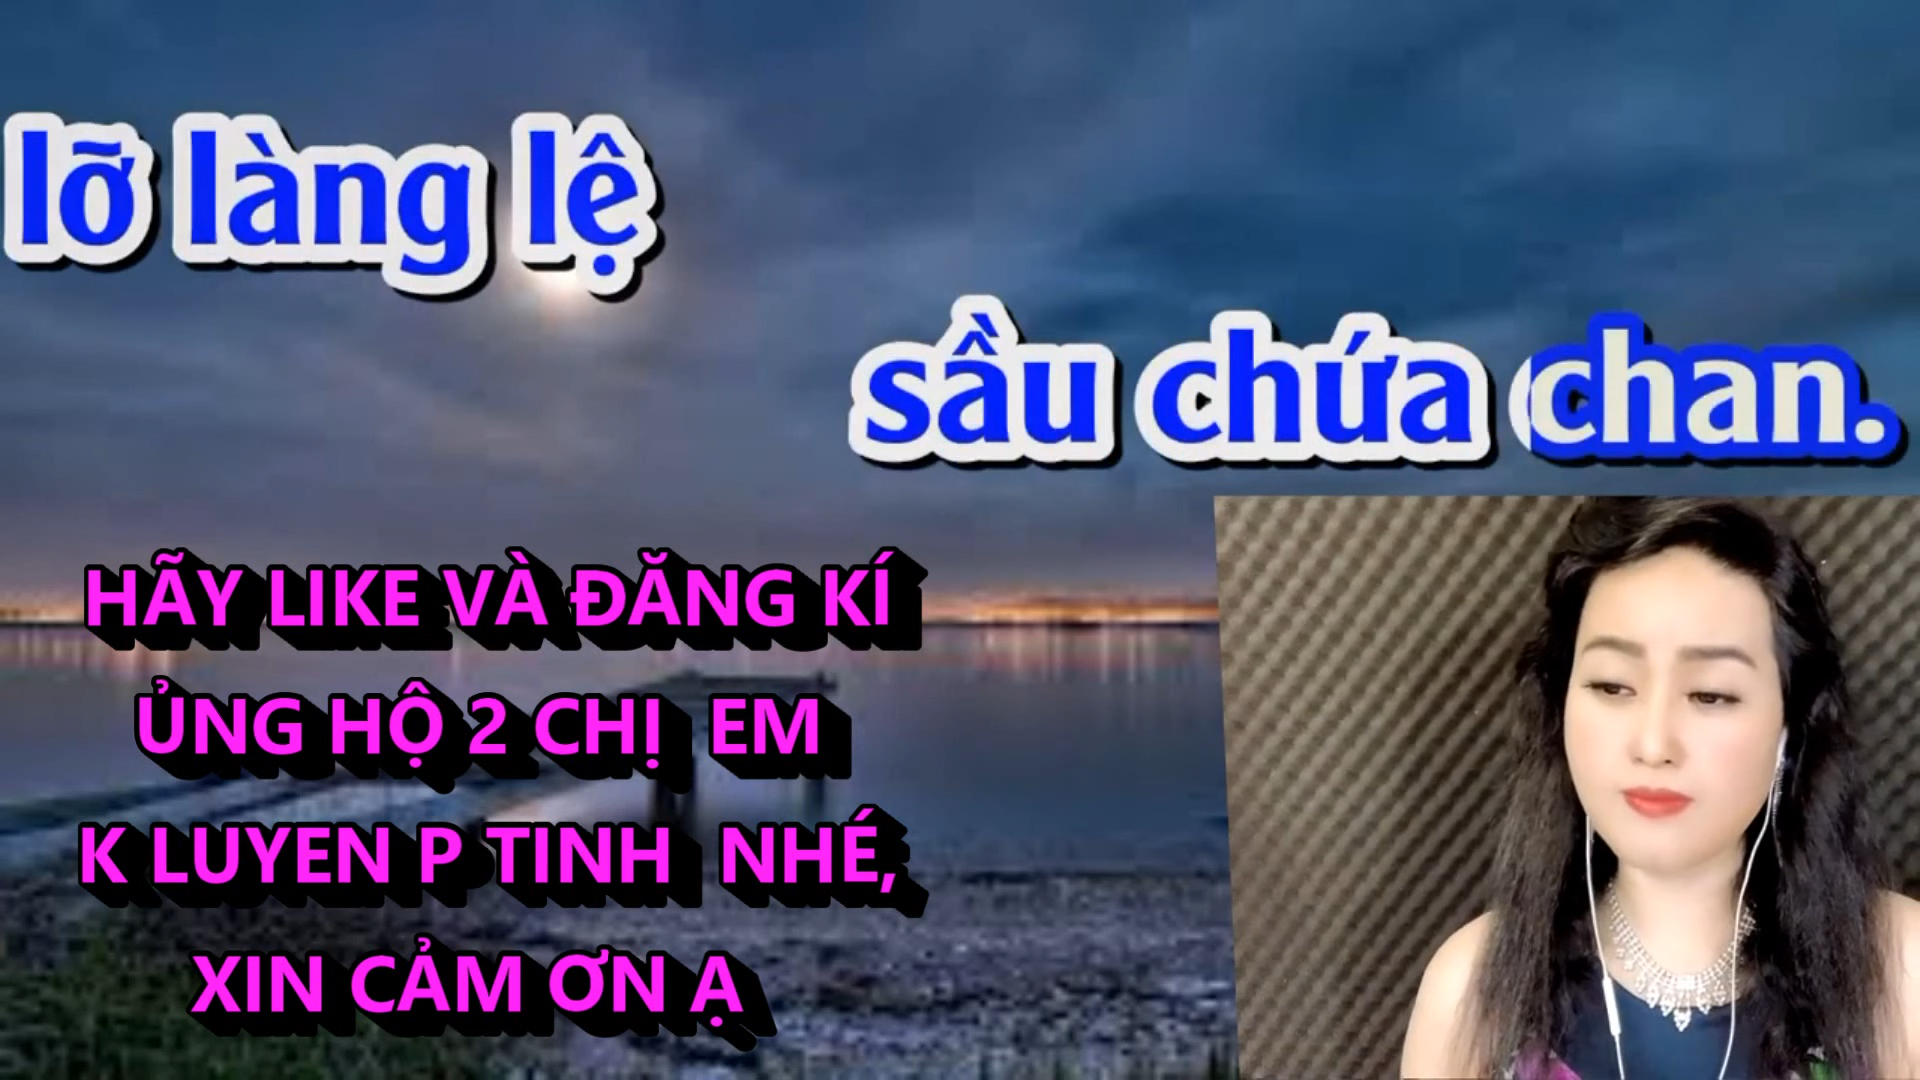 lỡ làng lệ
sầu chứa chan.
HÃY LIKE VÀ ĐĂNG KÍ
ỦNG HỘ 2 CHỊ EM
K LUYEN P TINH NHÉ,
XIN CẢM ƠN Ạ